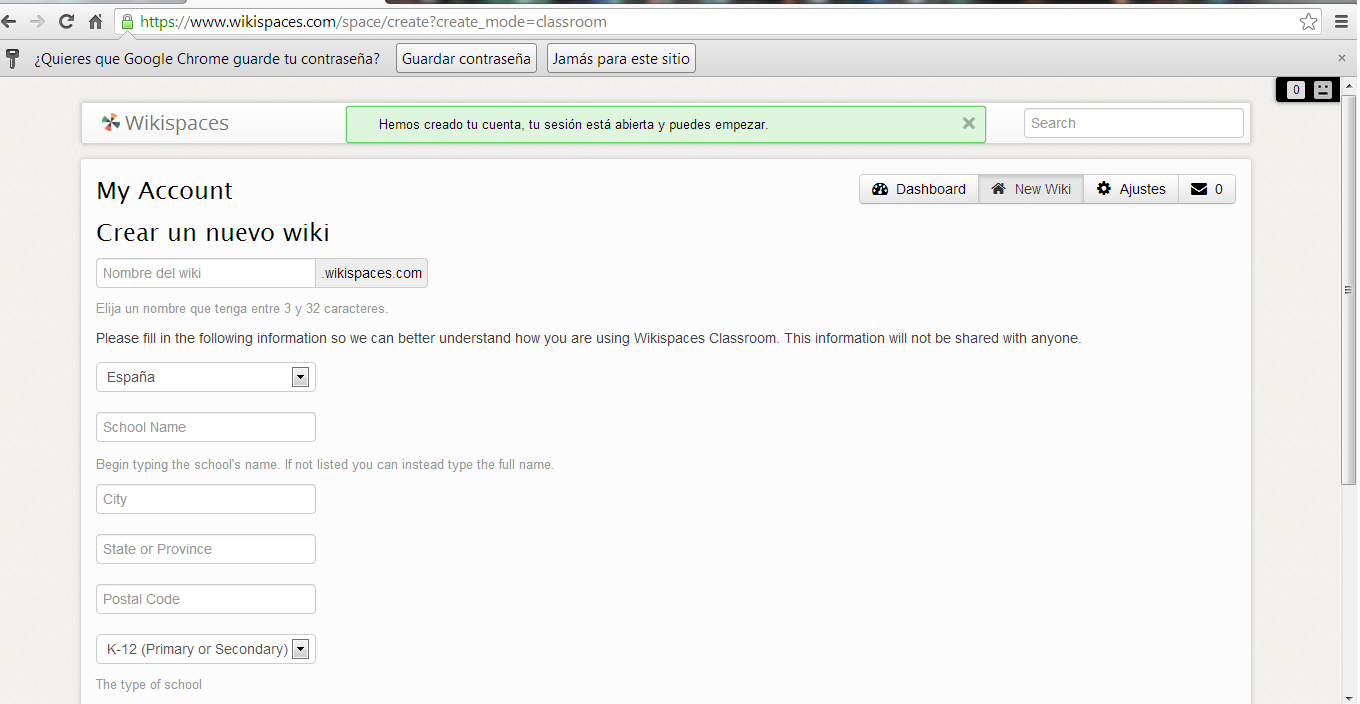 https://www.wikispaces.com/space/create?create_mode=classroom
¿Quieres que Google Chrome guarde tu contraseña? Guardar contraseña Jamás para este sitio
0
Wikispaces Hemos creado tu cuenta, tu sesión está abierta y puedes empezar. Search
My Account Dashboard New Wiki Ajustes 0
Crear un nuevo wiki
Nombre del wiki .wikispaces.com
Elija un nombre que tenga entre 3 y 32 caracteres.
Please fill in the following information so we can better understand how you are using Wikispaces Classroom. This information will not be shared with anyone.
España
School Name
Begin typing the school's name. If not listed you can instead type the full name.
City
State or Province
Postal Code
K-12 (Primary or Secondary)
The type of school